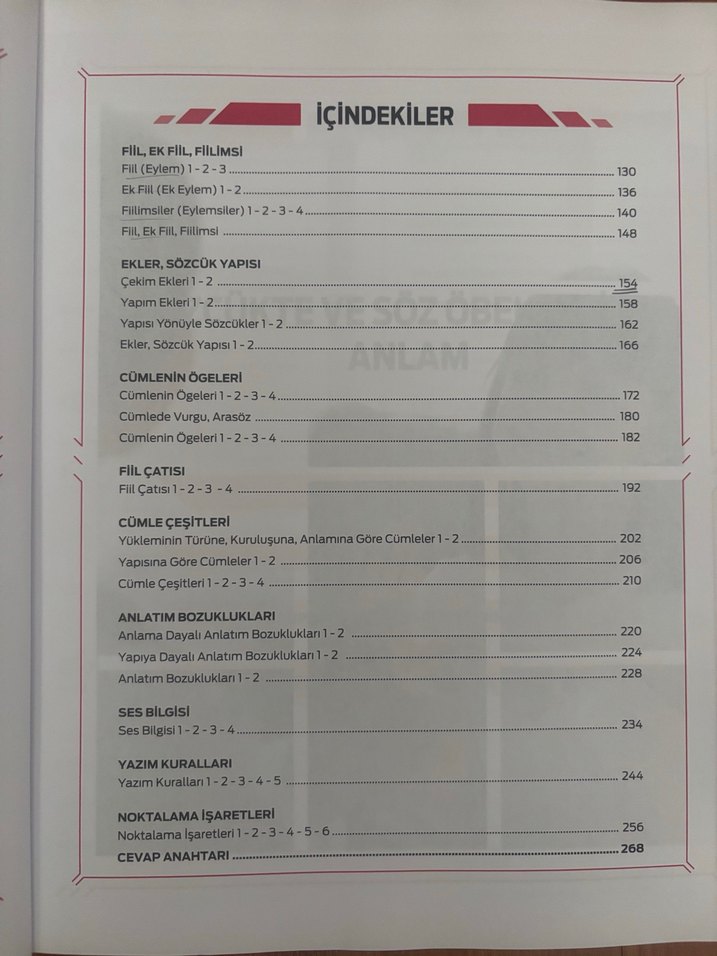 İÇİNDEKİLER
FİİL, EK FİİL, FİİLİMSİ
Fiil (Eylem) 1 - 2 - 3 130
Ek Fiil (Ek Eylem) 1 - 2 136
Fiilimsiler (Eylemsiler) 1 - 2 - 3 - 4 140
Fiil, Ek Fiil, Fiilimsi 148
EKLER, SÖZCÜK YAPISI
Çekim Ekleri 1 - 2 154
Yapım Ekleri 1 - 2 158
Yapısı Yönüyle Sözcükler 1 - 2 162
Ekler, Sözcük Yapısı 1 - 2 166
CÜMLENİN ÖGELERİ
Cümlenin Ögeleri 1 - 2 - 3 - 4 172
Cümlede Vurgu, Arasöz 180
Cümlenin Ögeleri 1 - 2 - 3 - 4 182
FİİL ÇATISI
Fiil Çatısı 1 - 2 - 3 - 4 192
CÜMLE ÇEŞİTLERİ
Yükleminin Türüne, Kuruluşuna, Anlamına Göre Cümleler 1 - 2 202
Yapısına Göre Cümleler 1 - 2 206
Cümle Çeşitleri 1 - 2 - 3 - 4 210
ANLATIM BOZUKLUKLARI
Anlama Dayalı Anlatım Bozuklukları 1 - 2 220
Yapıya Dayalı Anlatım Bozuklukları 1 - 2 224
Anlatım Bozuklukları 1 - 2 228
SES BİLGİSİ
Ses Bilgisi 1 - 2 - 3 - 4 234
YAZIM KURALLARI
Yazım Kuralları 1 - 2 - 3 - 4 - 5 244
NOKTALAMA İŞARETLERİ
Noktalama İşaretleri 1 - 2 - 3 - 4 - 5 - 6 256
CEVAP ANAHTARI 268